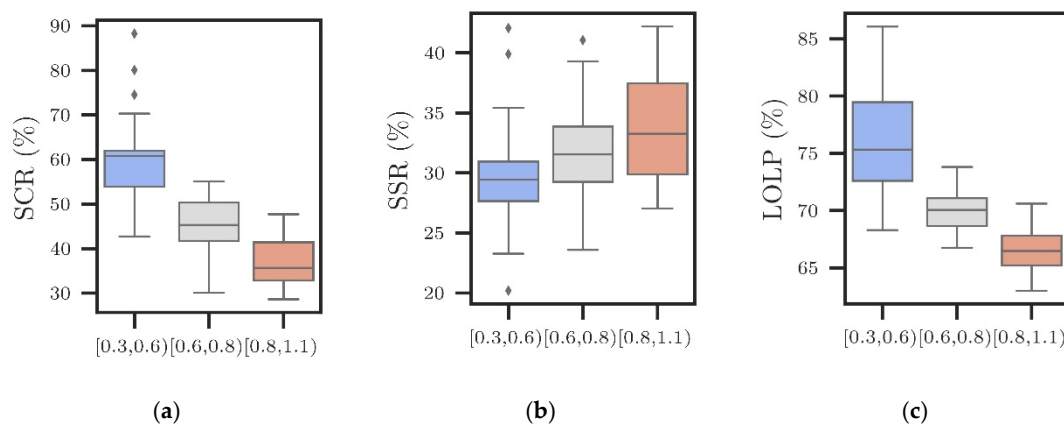 SCR (%)
90
80
70
60
50
40
30
[0.3,0.6) [0.6,0.8) [0.8,1.1)
(a)
SSR (%)
40
35
30
25
20
[0.3,0.6) [0.6,0.8) [0.8,1.1)
(b)
LOLP (%)
85
80
75
70
65
[0.3,0.6) [0.6,0.8) [0.8,1.1)
(c)